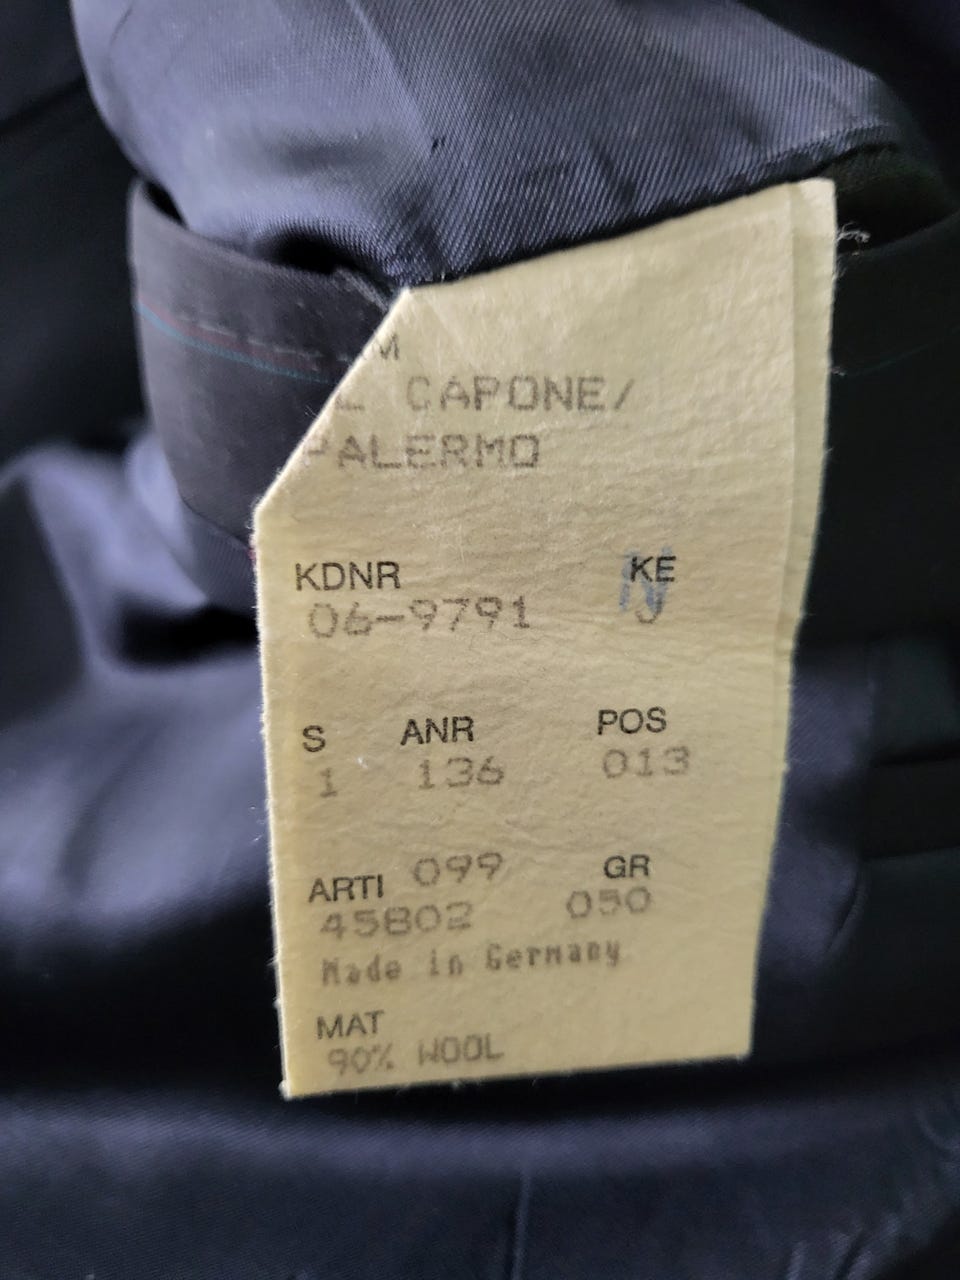 M
L CAPONE/
PALERMO
KDNR KE
06-9791
S ANR POS
1 136 013
ARTI 099 GR
45802 050
Made in Germany
MAT
90% WOOL